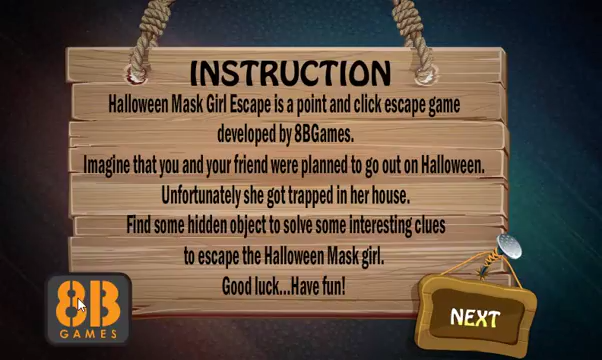 INSTRUCTION
Halloween Mask Girl Escape is a point and click escape game
developed by 8BGames.
Imagine that you and your friend were planned to go out on Halloween.
Unfortunately she got trapped in her house.
Find some hidden object to solve some interesting clues
to escape the Halloween Mask girl.
Good luck...Have fun!
8B
GAMES
NEXT